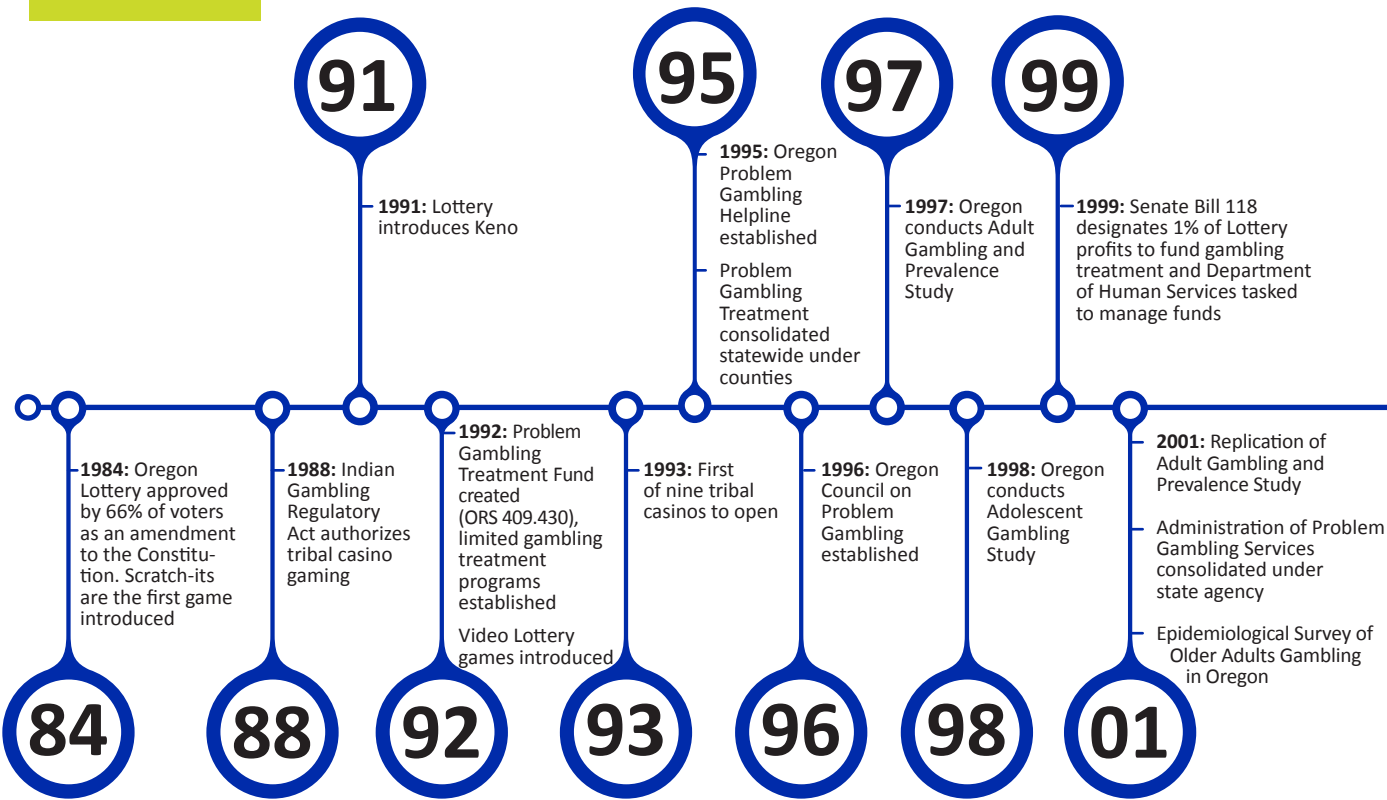 91
95
97
99
1991: Lottery
introduces Keno
1995: Oregon
Problem
Gambling
Helpline
established
Problem
Gambling
Treatment
consolidated
statewide under
counties
1997: Oregon
conducts Adult
Gambling and
Prevalence
Study
1999: Senate Bill 118
designates 1% of Lottery
profits to fund gambling
treatment and Department
of Human Services tasked
to manage funds
1984: Oregon
Lottery approved
by 66% of voters
as an amendment
to the Constitu-
tion. Scratch-its
are the first game
introduced
1988: Indian
Gambling
Regulatory
Act authorizes
tribal casino
gaming
1992: Problem
Gambling
Treatment Fund
created
(ORS 409.430),
limited gambling
treatment
programs
established
Video Lottery
games introduced
1993: First
of nine tribal
casinos to open
1996: Oregon
Council on
Problem
Gambling
established
1998: Oregon
conducts
Adolescent
Gambling
Study
2001: Replication of
Adult Gambling and
Prevalence Study
Administration of Problem
Gambling Services
consolidated under
state agency
Epidemiological Survey of
Older Adults Gambling
in Oregon
84
88
92
93
96
98
01